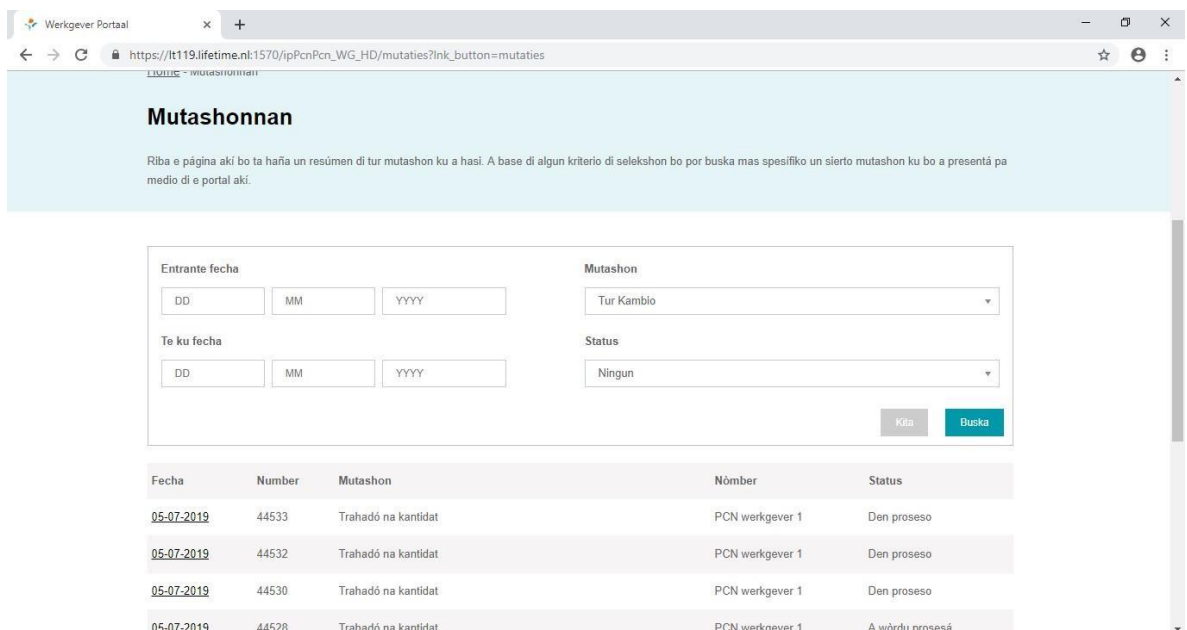 Werkgever Portaal
https://lt119.lifetime.nl:1570/ipPcnPcn_WG_HD/mutaties?lnk_button=mutaties
Home - Mutashonnan
Mutashonnan
Riba e página akí bo ta haña un resúmen di tur mutashon ku a hasi. A base di algun kriterio di selekshon bo por buska mas spesífiko un sierto mutashon ku bo a presentá pa
medio di e portal akí.
Entrante fecha
Mutashon
DD MM YYYY
Tur Kambio
Te ku fecha
Status
DD MM YYYY
Ningun
Kita Buska
Fecha Number Mutashon Nòmber Status
05-07-2019 44533 Trahadó na kantidat PCN werkgever 1 Den proseso
05-07-2019 44532 Trahadó na kantidat PCN werkgever 1 Den proseso
05-07-2019 44530 Trahadó na kantidat PCN werkgever 1 Den proseso
05-07-2019 44528 Trahadó na kantidat PCN werkgever 1 A wòrdu prosesá